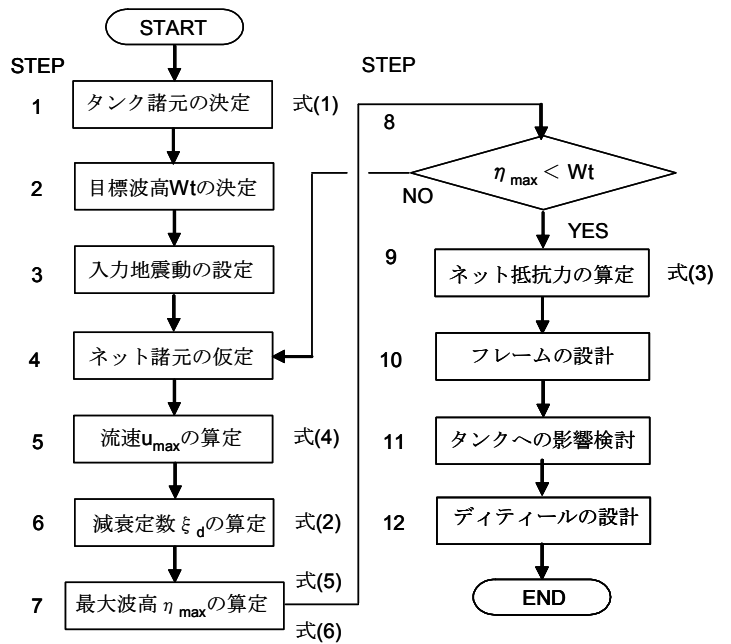 START
STEP
1 タンク諸元の決定 式(1)
2 目標波高Wtの決定
3 入力地震動の設定
4 ネット諸元の仮定
5 流速umaxの算定 式(4)
6 減衰定数ξdの算定 式(2)
7 最大波高ηmaxの算定 式(5)
式(6)
STEP
8
ηmax < Wt
NO
YES
9 ネット抵抗力の算定 式(3)
10 フレームの設計
11 タンクへの影響検討
12 ディティールの設計
END